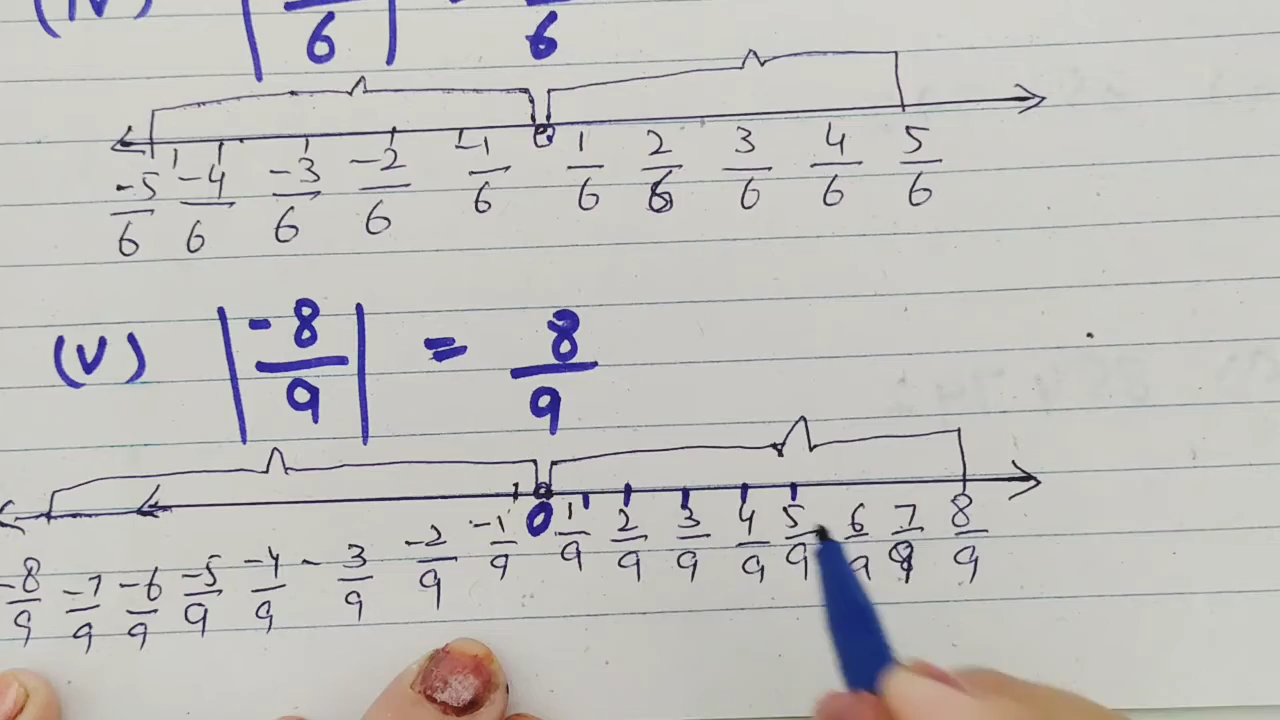 (iv) | /6 | 6
-5/6 -4/6 -3/6 -2/6 -1/6 0 1/6 2/6 3/6 4/6 5/6
(V) |-8/9| = 8/9
-8/9 -7/9 -6/9 -5/9 -4/9 -3/9 -2/9 -1/9 0 1/9 2/9 3/9 4/9 5/9 6/9 7/9 8/9